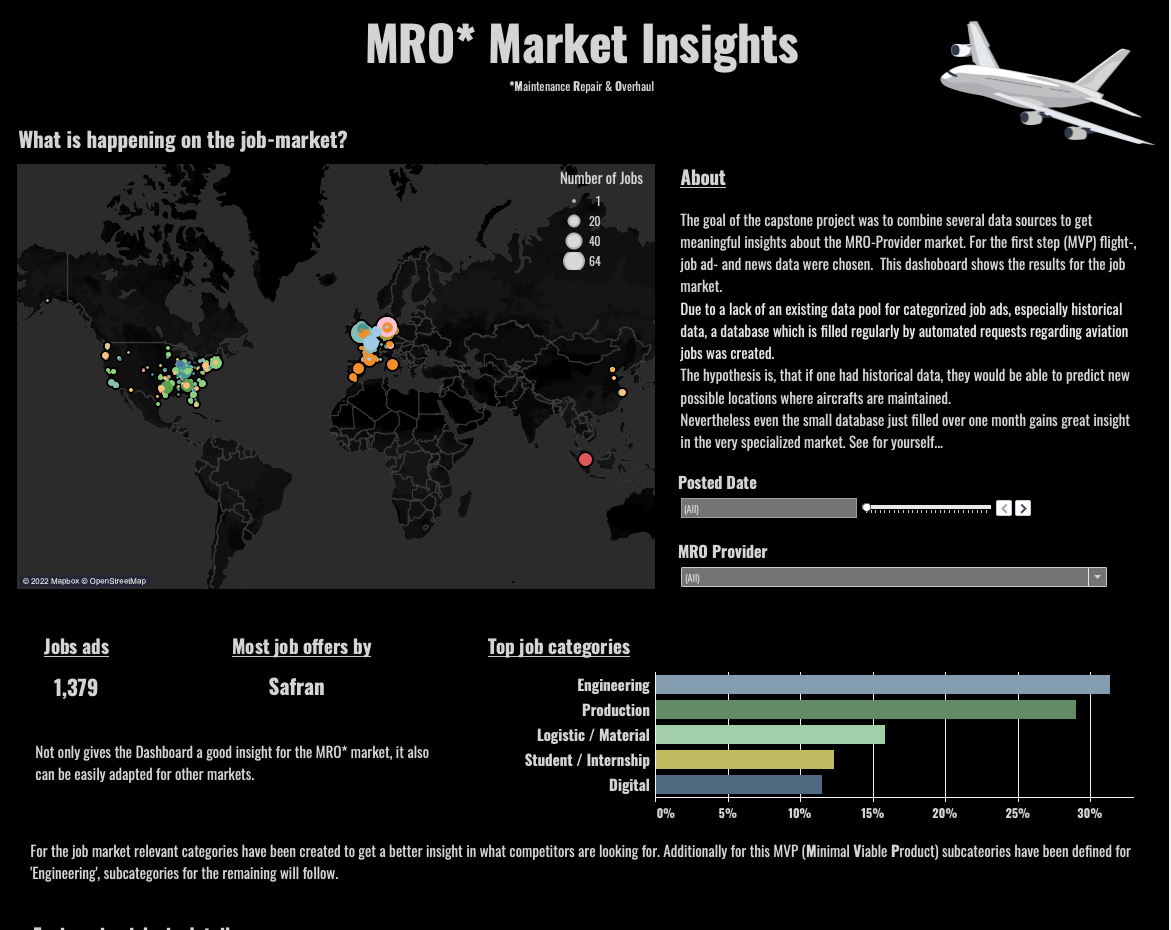 MRO* Market Insights
*Maintenance Repair & Overhaul
What is happening on the job-market?
Number of Jobs
1
20
40
64
© 2022 Mapbox © OpenStreetMap
About
The goal of the capstone project was to combine several data sources to get
meaningful insights about the MRO-Provider market. For the first step (MVP) flight-,
job ad- and news data were chosen.  This dashoboard shows the results for the job
market.
Due to a lack of an existing data pool for categorized job ads, especially historical
data, a database which is filled regularly by automated requests regarding aviation
jobs was created.
The hypothesis is, that if one had historical data, they would be able to predict new
possible locations where aircrafts are maintained.
Nevertheless even the small database just filled over one month gains great insight
in the very specialized market. See for yourself...
Posted Date
(All)
MRO Provider
(All)
Jobs ads
1,379
Most job offers by
Safran
Not only gives the Dashboard a good insight for the MRO* market, it also
can be easily adapted for other markets.
Top job categories
Engineering
Production
Logistic / Material
Student / Internship
Digital
0% 5% 10% 15% 20% 25% 30%
For the job market relevant categories have been created to get a better insight in what competitors are looking for. Additionally for this MVP (Minimal Viable Product) subcateories have been defined for
'Engineering', subcategories for the remaining will follow.